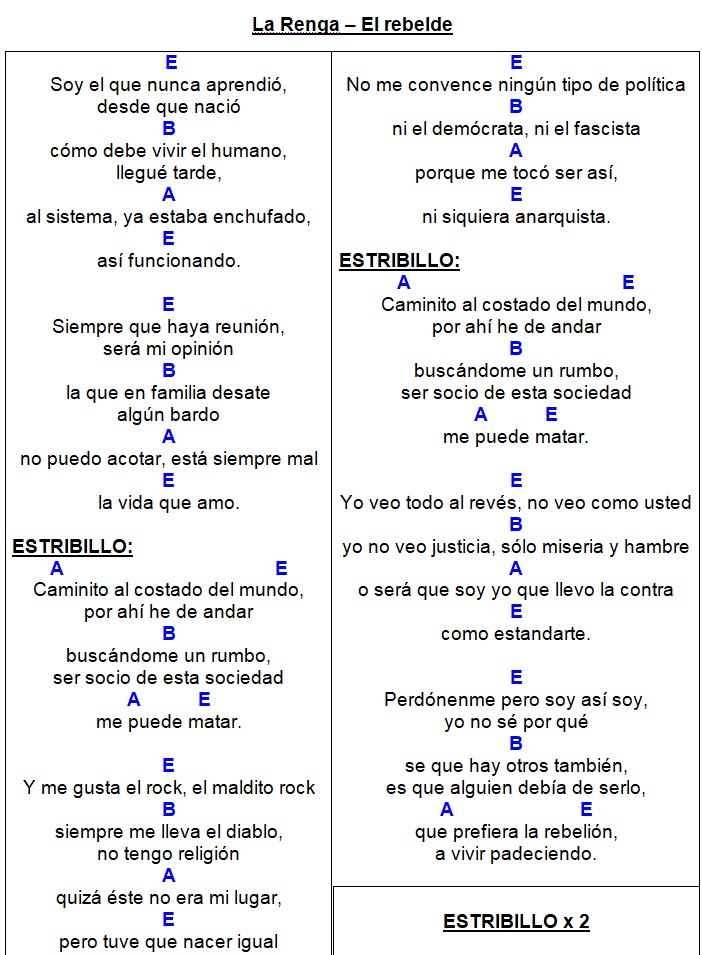 La Renga – El rebelde
E
Soy el que nunca aprendió,
desde que nació
B
cómo debe vivir el humano,
llegué tarde,
A
al sistema, ya estaba enchufado,
E
así funcionando.
E
Siempre que haya reunión,
será mi opinión
B
la que en familia desate
algún bardo
A
no puedo acotar, está siempre mal
E
la vida que amo.
ESTRIBILLO:
A E
Caminito al costado del mundo,
por ahí he de andar
B
buscándome un rumbo,
ser socio de esta sociedad
A E
me puede matar.
E
Y me gusta el rock, el maldito rock
B
siempre me lleva el diablo,
no tengo religión
A
quizá éste no era mi lugar,
E
pero tuve que nacer igual
E
No me convence ningún tipo de política
B
ni el demócrata, ni el fascista
A
porque me tocó ser así,
E
ni siquiera anarquista.
ESTRIBILLO:
A E
Caminito al costado del mundo,
por ahí he de andar
B
buscándome un rumbo,
ser socio de esta sociedad
A E
me puede matar.
E
Yo veo todo al revés, no veo como usted
B
yo no veo justicia, sólo miseria y hambre
A
o será que soy yo que llevo la contra
E
como estandarte.
E
Perdónenme pero soy así soy,
yo no sé por qué
B
se que hay otros también,
es que alguien debía de serlo,
A E
que prefiera la rebelión,
a vivir padeciendo.
ESTRIBILLO x 2